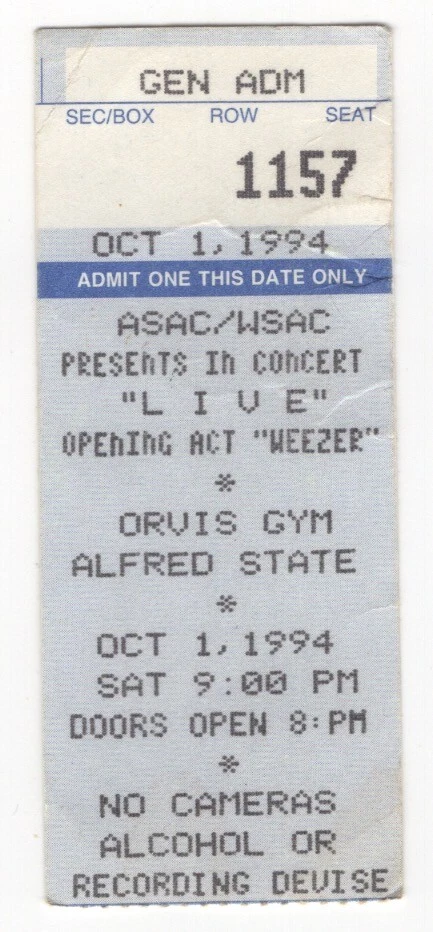 GEN ADM
SEC/BOX ROW SEAT
1157
OCT 1, 1994
ADMIT ONE THIS DATE ONLY
ASAC/WSAC
PRESENTS IN CONCERT
"L I V E"
OPENING ACT "WEEZER"
*
ORVIS GYM
ALFRED STATE
*
OCT 1, 1994
SAT 9:00 PM
DOORS OPEN 8:PM
*
NO CAMERAS
ALCOHOL OR
RECORDING DEVISE